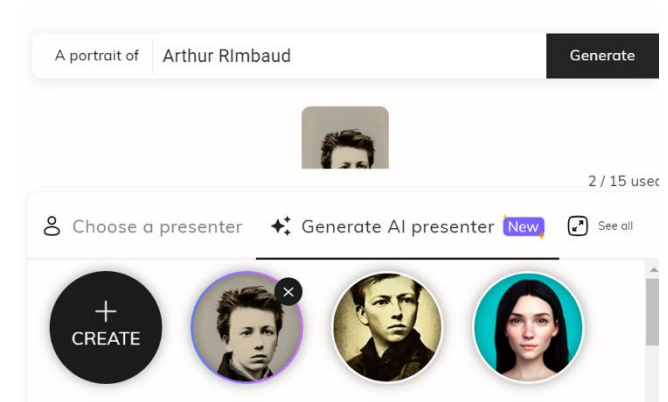 A portrait of Arthur RImbaud Generate
2 / 15 used
Choose a presenter Generate AI presenter New See all
+
CREATE